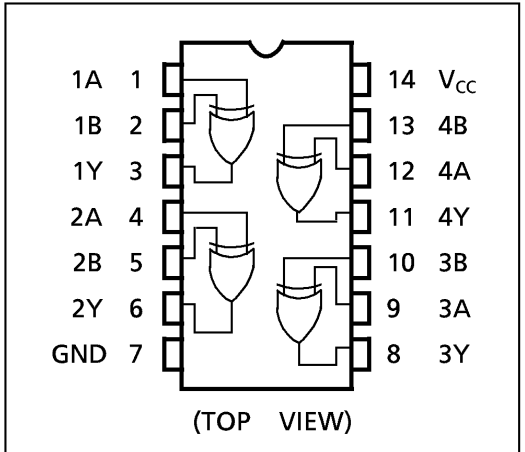 1A 1 14 VCC
1B 2 13 4B
1Y 3 12 4A
2A 4 11 4Y
2B 5 10 3B
2Y 6 9 3A
GND 7 8 3Y
(TOP VIEW)